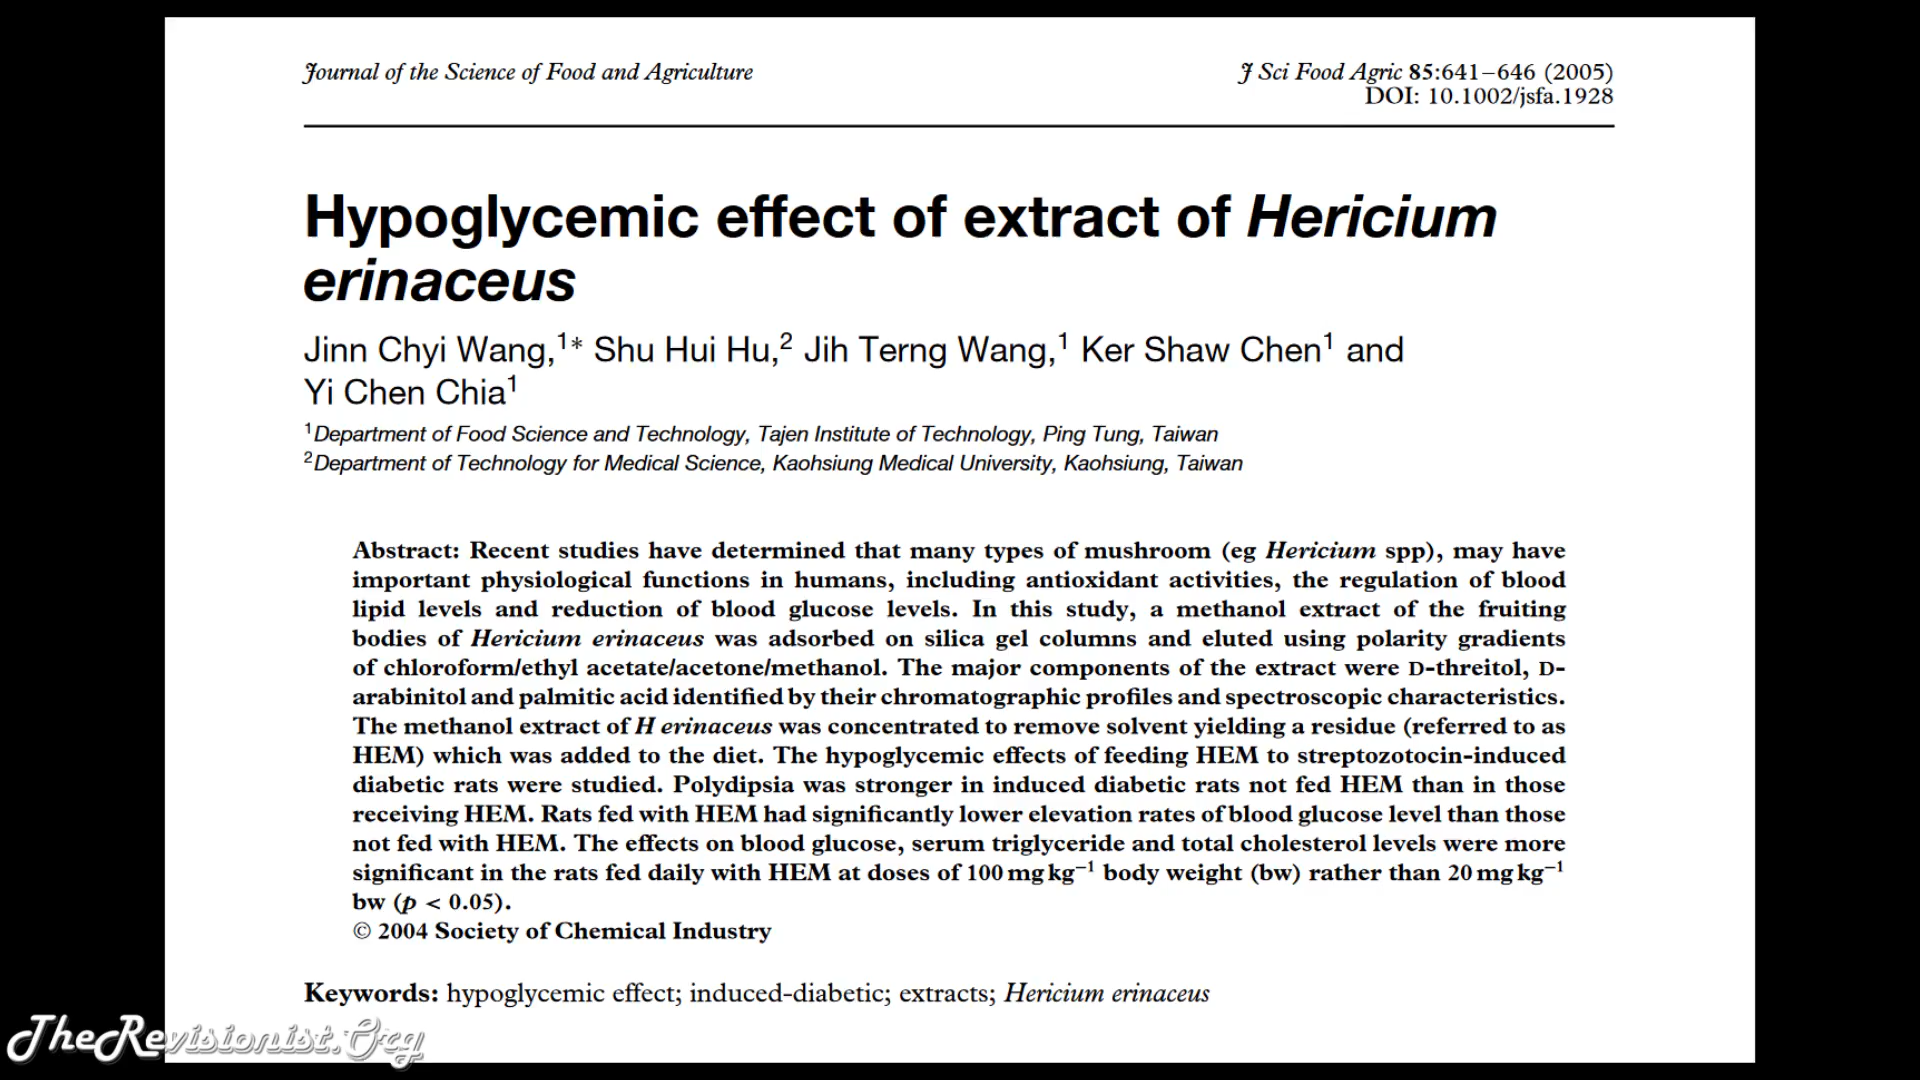 Journal of the Science of Food and Agriculture
J Sci Food Agric 85:641–646 (2005)
DOI: 10.1002/jsfa.1928
Hypoglycemic effect of extract of Hericium
erinaceus
Jinn Chyi Wang,1* Shu Hui Hu,2 Jih Terng Wang,1 Ker Shaw Chen1 and
Yi Chen Chia1
1Department of Food Science and Technology, Tajen Institute of Technology, Ping Tung, Taiwan
2Department of Technology for Medical Science, Kaohsiung Medical University, Kaohsiung, Taiwan
Abstract: Recent studies have determined that many types of mushroom (eg Hericium spp), may have
important physiological functions in humans, including antioxidant activities, the regulation of blood
lipid levels and reduction of blood glucose levels. In this study, a methanol extract of the fruiting
bodies of Hericium erinaceus was adsorbed on silica gel columns and eluted using polarity gradients
of chloroform/ethyl acetate/acetone/methanol. The major components of the extract were D-threitol, D-
arabinitol and palmitic acid identified by their chromatographic profiles and spectroscopic characteristics.
The methanol extract of H erinaceus was concentrated to remove solvent yielding a residue (referred to as
HEM) which was added to the diet. The hypoglycemic effects of feeding HEM to streptozotocin-induced
diabetic rats were studied. Polydipsia was stronger in induced diabetic rats not fed HEM than in those
receiving HEM. Rats fed with HEM had significantly lower elevation rates of blood glucose level than those
not fed with HEM. The effects on blood glucose, serum triglyceride and total cholesterol levels were more
significant in the rats fed daily with HEM at doses of 100 mg kg−1 body weight (bw) rather than 20 mg kg−1
bw (p < 0.05).
© 2004 Society of Chemical Industry
Keywords: hypoglycemic effect; induced-diabetic; extracts; Hericium erinaceus
TheRevisionist.Org